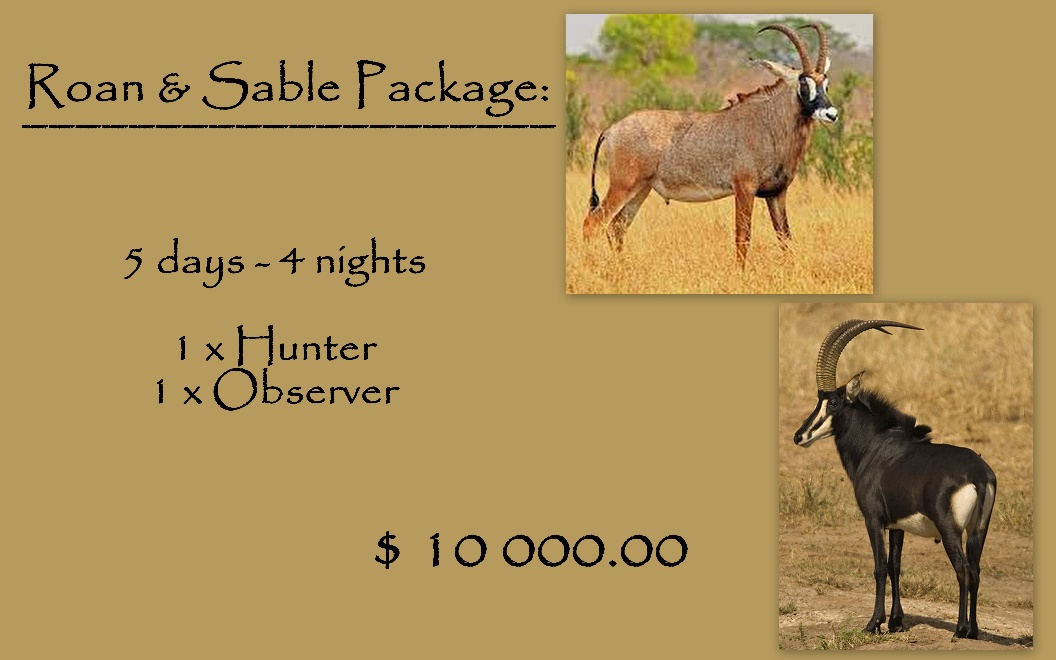 Roan & Sable Package:
5 days - 4 nights
1 x Hunter
1 x Observer
$ 10 000.00